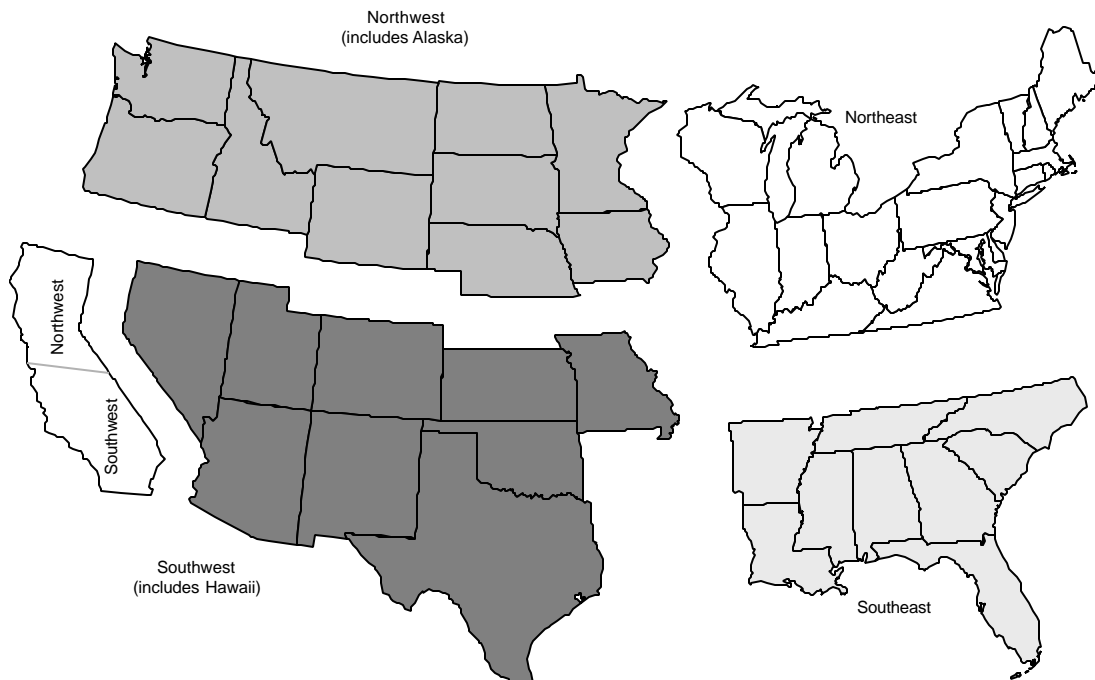 Northwest
(includes Alaska)
Northeast
Northwest
Southwest
Southwest
(includes Hawaii)
Southeast